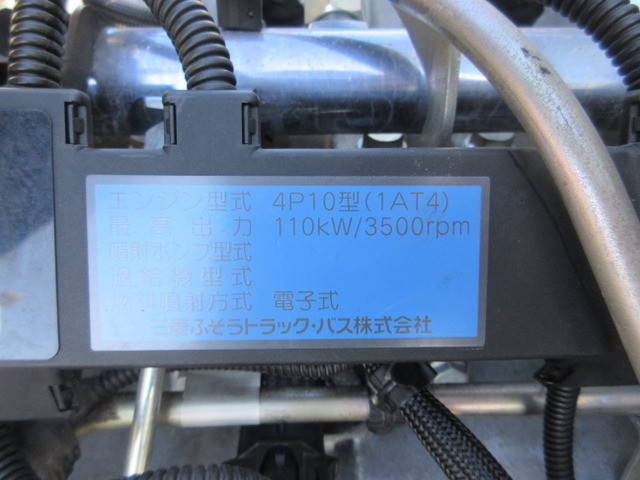 エンジン型式 4P10型(1AT4)
最高出力 110kW/3500rpm
噴射ポンプ型式
過給機型式
燃料噴射方式 電子式
三菱ふそうトラック・バス株式会社